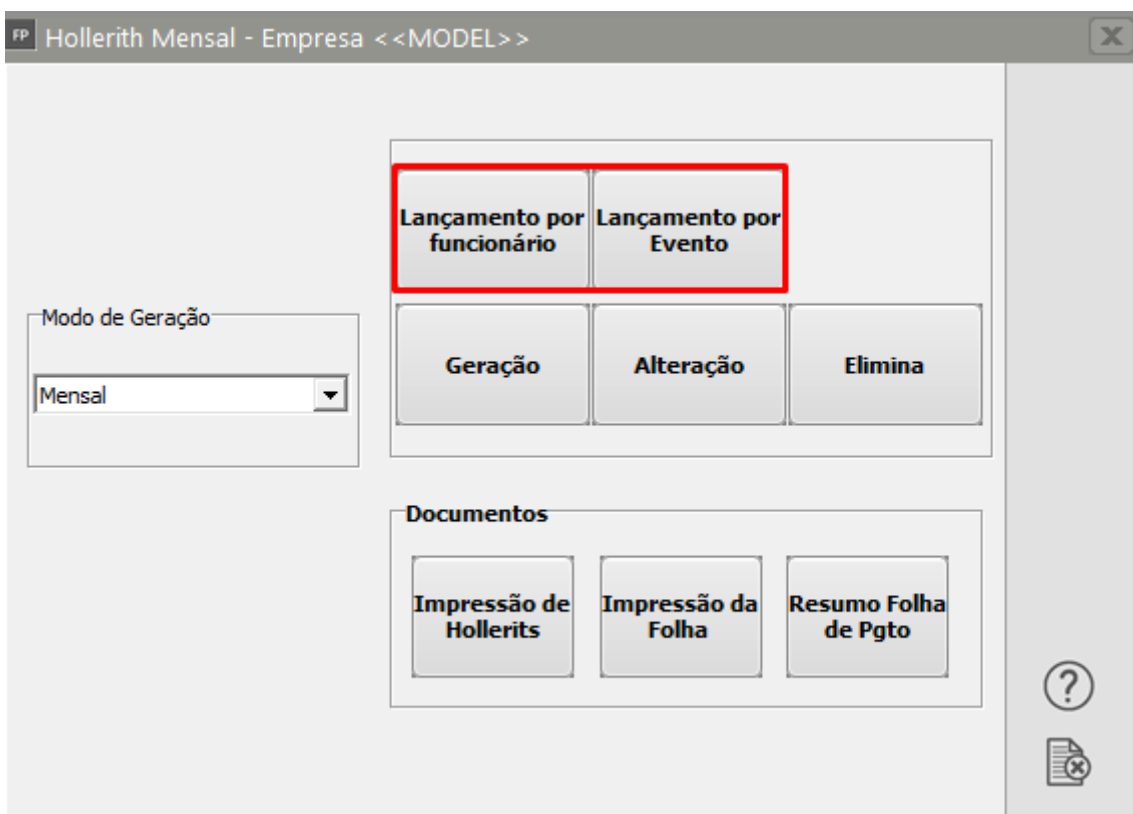 FP Hollerith Mensal - Empresa <<MODEL>>
Lançamento por funcionário
Lançamento por Evento
Modo de Geração
Mensal
Geração
Alteração
Elimina
Documentos
Impressão de Hollerits
Impressão da Folha
Resumo Folha de Pgto
?